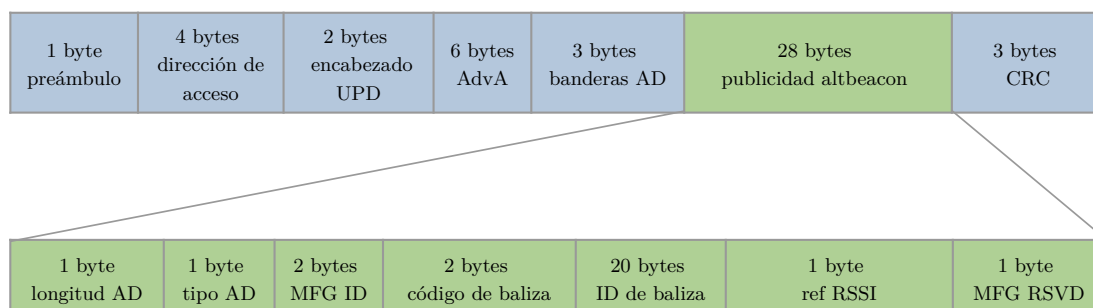 1 byte
preámbulo
4 bytes
dirección de
acceso
2 bytes
encabezado
UPD
6 bytes
AdvA
3 bytes
banderas AD
28 bytes
publicidad altbeacon
3 bytes
CRC
1 byte
longitud AD
1 byte
tipo AD
2 bytes
MFG ID
2 bytes
código de baliza
20 bytes
ID de baliza
1 byte
ref RSSI
1 byte
MFG RSVD